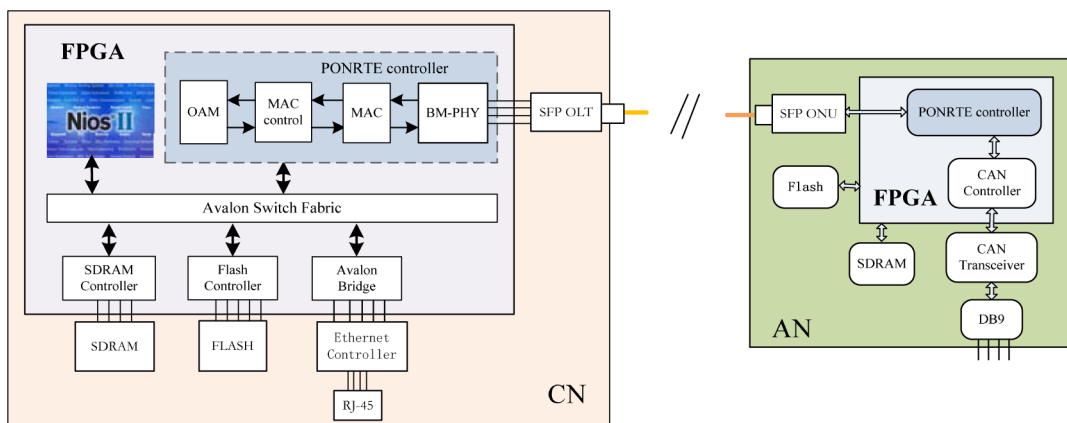 FPGA
PONRTE controller
Nios II
OAM
MAC
control
MAC
BM-PHY
SFP OLT
Avalon Switch Fabric
SDRAM
Controller
Flash
Controller
Avalon
Bridge
SDRAM
FLASH
Ethernet
Controller
RJ-45
CN
SFP ONU
PONRTE controller
Flash
CAN
Controller
FPGA
SDRAM
CAN
Transceiver
DB9
AN